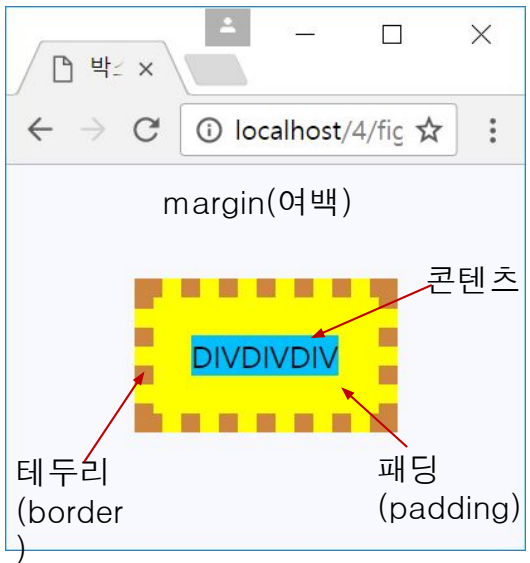 박
localhost/4/fig
margin(여백)
콘텐츠
DIVDIVDIV
테두리
(border
)
패딩
(padding)